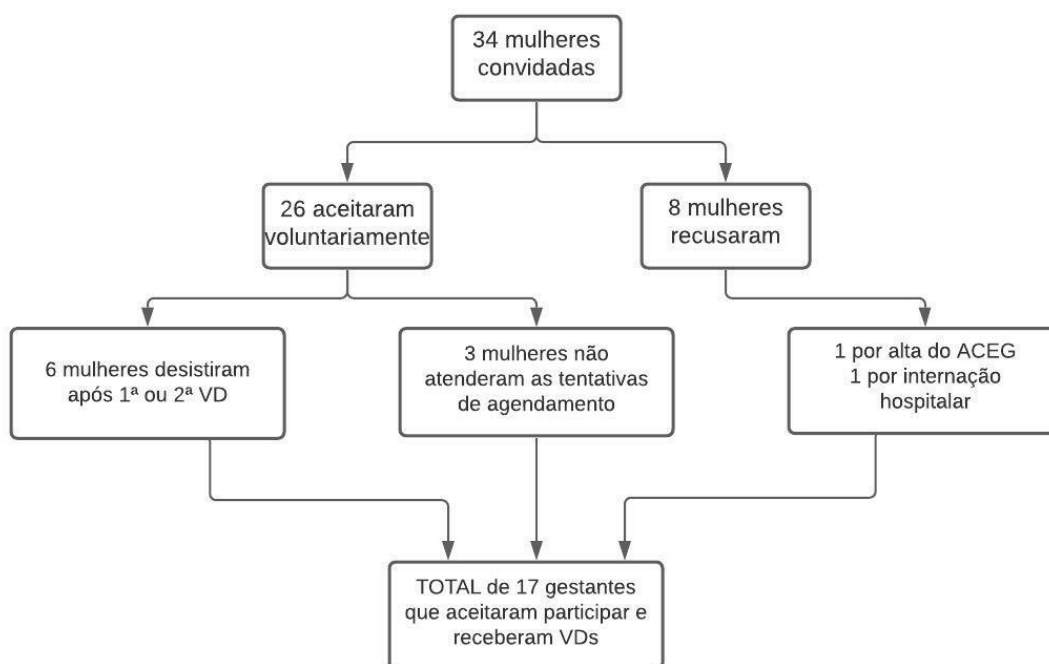 34 mulheres
convidadas
26 aceitaram
voluntariamente
8 mulheres
recusaram
6 mulheres desistiram
após 1ª ou 2ª VD
3 mulheres não
atenderam as tentativas
de agendamento
1 por alta do ACEG
1 por internação
hospitalar
TOTAL de 17 gestantes
que aceitaram participar e
receberam VDs